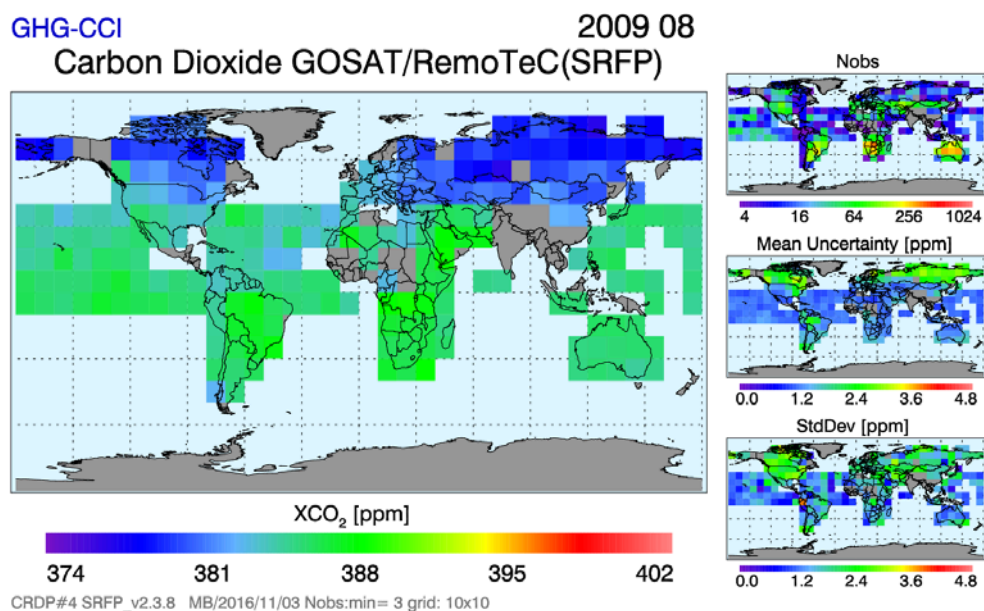 GHG-CCI
2009 08
Carbon Dioxide GOSAT/RemoTeC(SRFP)
Nobs
4 16 64 256 1024
Mean Uncertainty [ppm]
0.0 1.2 2.4 3.6 4.8
StdDev [ppm]
0.0 1.2 2.4 3.6 4.8
XCO₂ [ppm]
374 381 388 395 402
CRDP#4 SRFP_v2.3.8 MB/2016/11/03 Nobs:min= 3 grid: 10x10